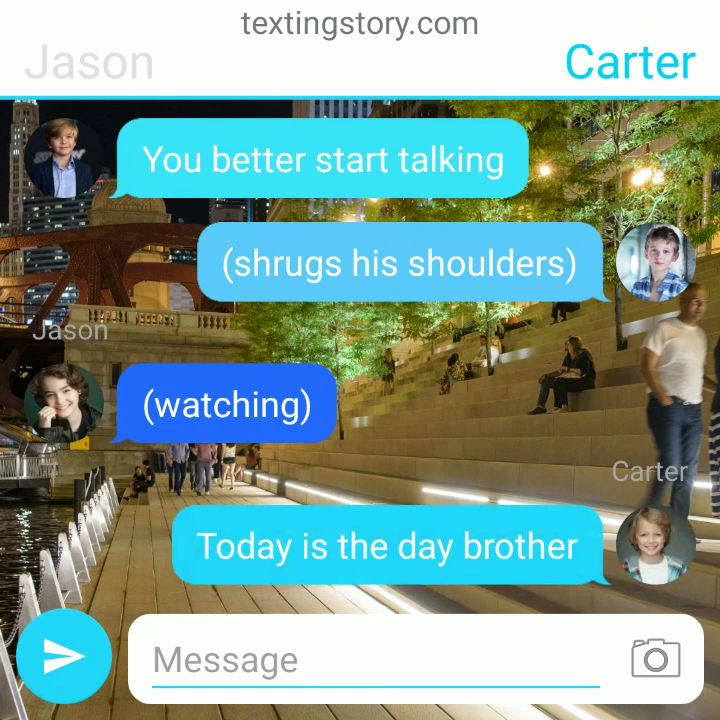 textingstory.com
Jason
Carter
You better start talking
(shrugs his shoulders)
Jason
(watching)
Carter
Today is the day brother
Message